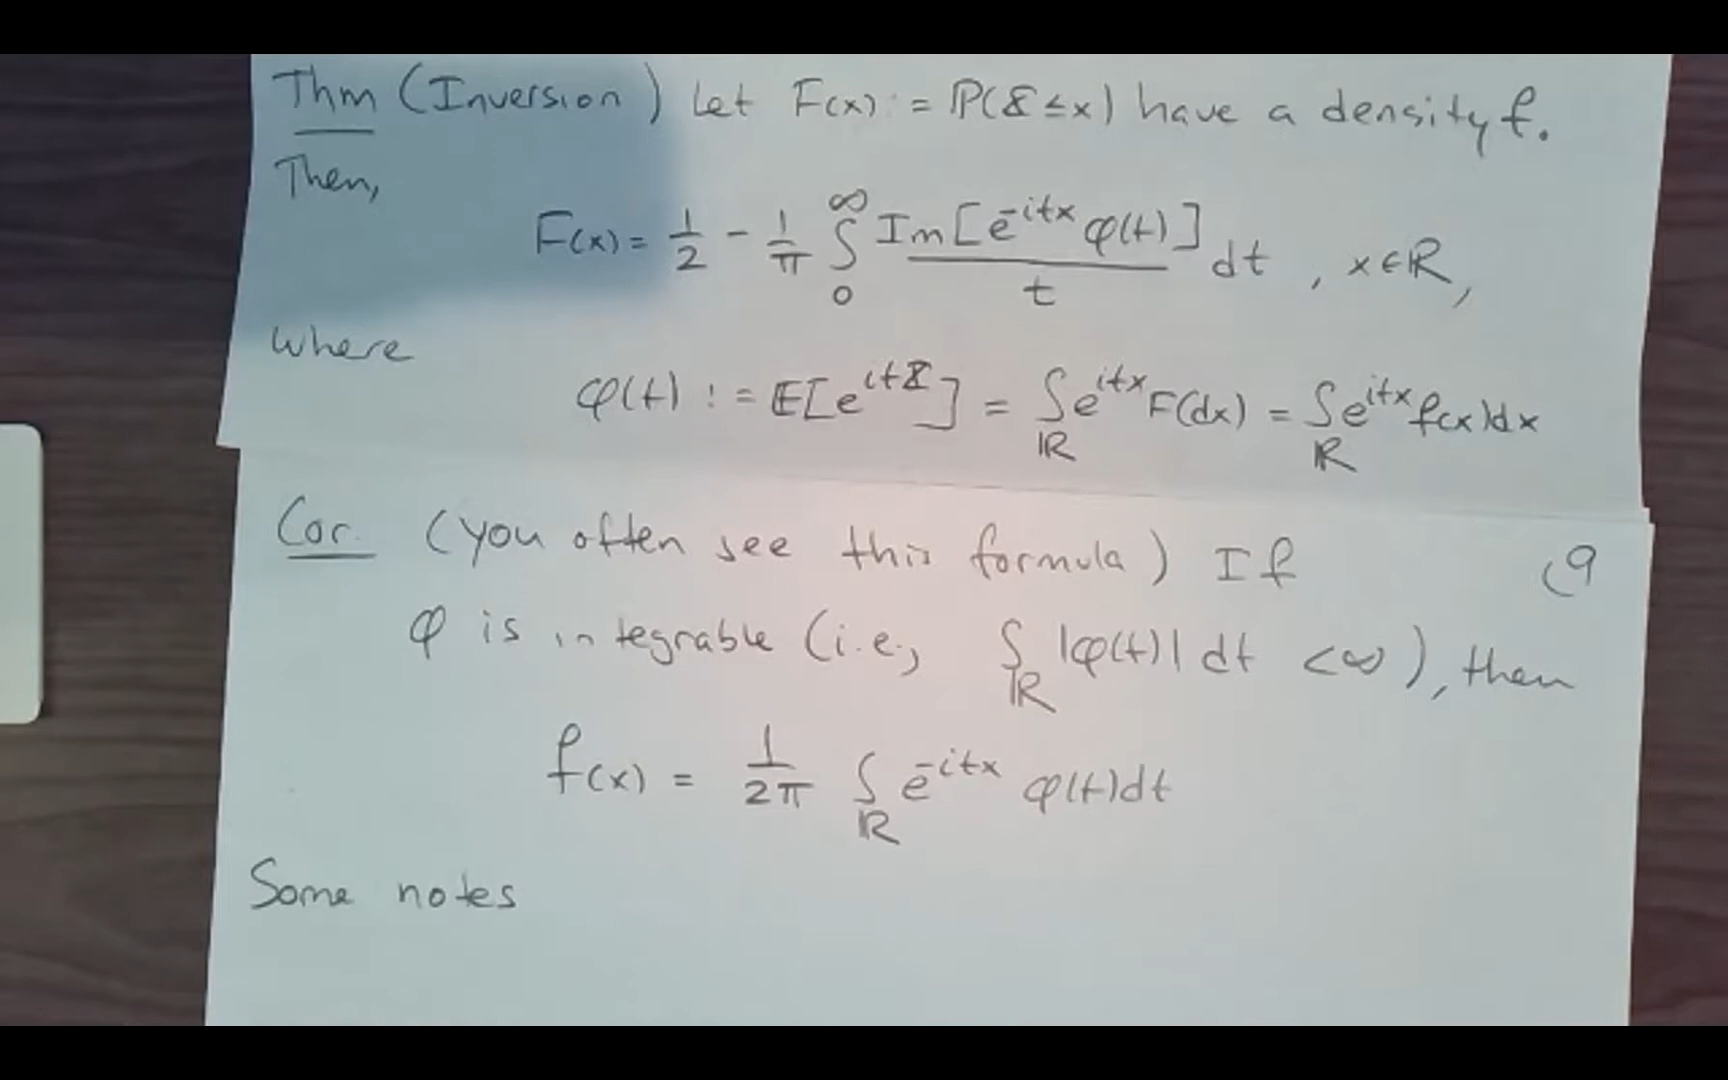 Thm (Inversion) Let F(x) := ℙ(X ≤ x) have a density f.
Then,
F(x) = 1/2 - 1/π ∫_0^∞ Im[e^{-itx} φ(t)]/t dt , x ∈ ℝ,
where
φ(t) := E[e^{itX}] = ∫_ℝ e^{itx} F(dx) = ∫_ℝ e^{itx} f(x)dx
Cor. (you often see this formula) If (9
φ is integrable (i.e., ∫_ℝ |φ(t)| dt < ∞), then
f(x) = 1/2π ∫_ℝ e^{-itx} φ(t)dt
Some notes